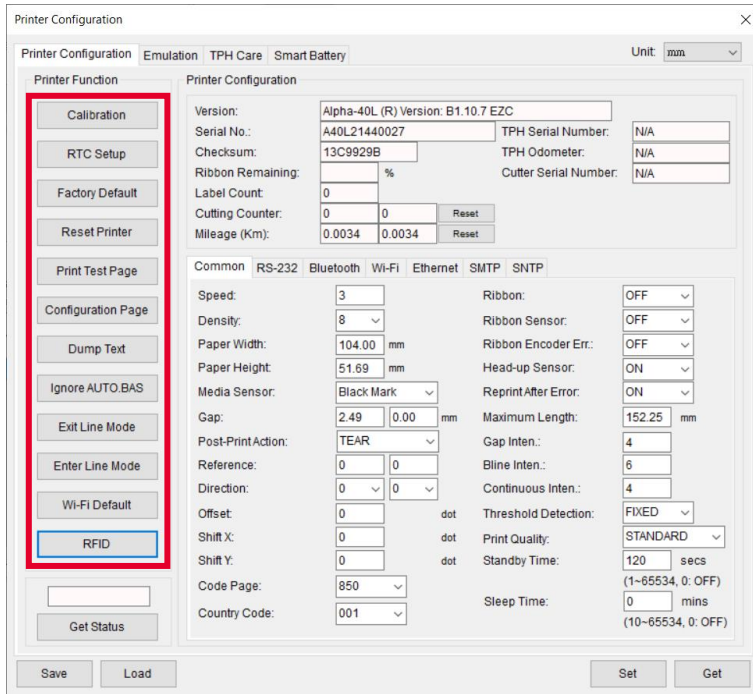 Printer Configuration
Printer Configuration Emulation TPH Care Smart Battery Unit: mm
Printer Function
Calibration
RTC Setup
Factory Default
Reset Printer
Print Test Page
Configuration Page
Dump Text
Ignore AUTO.BAS
Exit Line Mode
Enter Line Mode
Wi-Fi Default
RFID
Get Status
Printer Configuration
Version: Alpha-40L (R) Version: B1.10.7 EZC
Serial No.: A40L21440027 TPH Serial Number: N/A
Checksum: 13C9929B TPH Odometer: N/A
Ribbon Remaining: % Cutter Serial Number: N/A
Label Count: 0
Cutting Counter: 0 0 Reset
Mileage (Km): 0.0034 0.0034 Reset
Common RS-232 Bluetooth Wi-Fi Ethernet SMTP SNTP
Speed: 3 Ribbon: OFF
Density: 8 Ribbon Sensor: OFF
Paper Width: 104.00 mm Ribbon Encoder Err.: OFF
Paper Height: 51.69 mm Head-up Sensor: ON
Media Sensor: Black Mark Reprint After Error: ON
Gap: 2.49 0.00 mm Maximum Length: 152.25 mm
Post-Print Action: TEAR Gap Inten.: 4
Reference: 0 0 Bline Inten.: 6
Direction: 0 0 Continuous Inten.: 4
Offset: 0 dot Threshold Detection: FIXED
Shift X: 0 dot Print Quality: STANDARD
Shift Y: 0 dot Standby Time: 120 secs
(1~65534, 0: OFF)
Code Page: 850
Sleep Time: 0 mins
Country Code: 001
(10~65534, 0: OFF)
Save Load Set Get